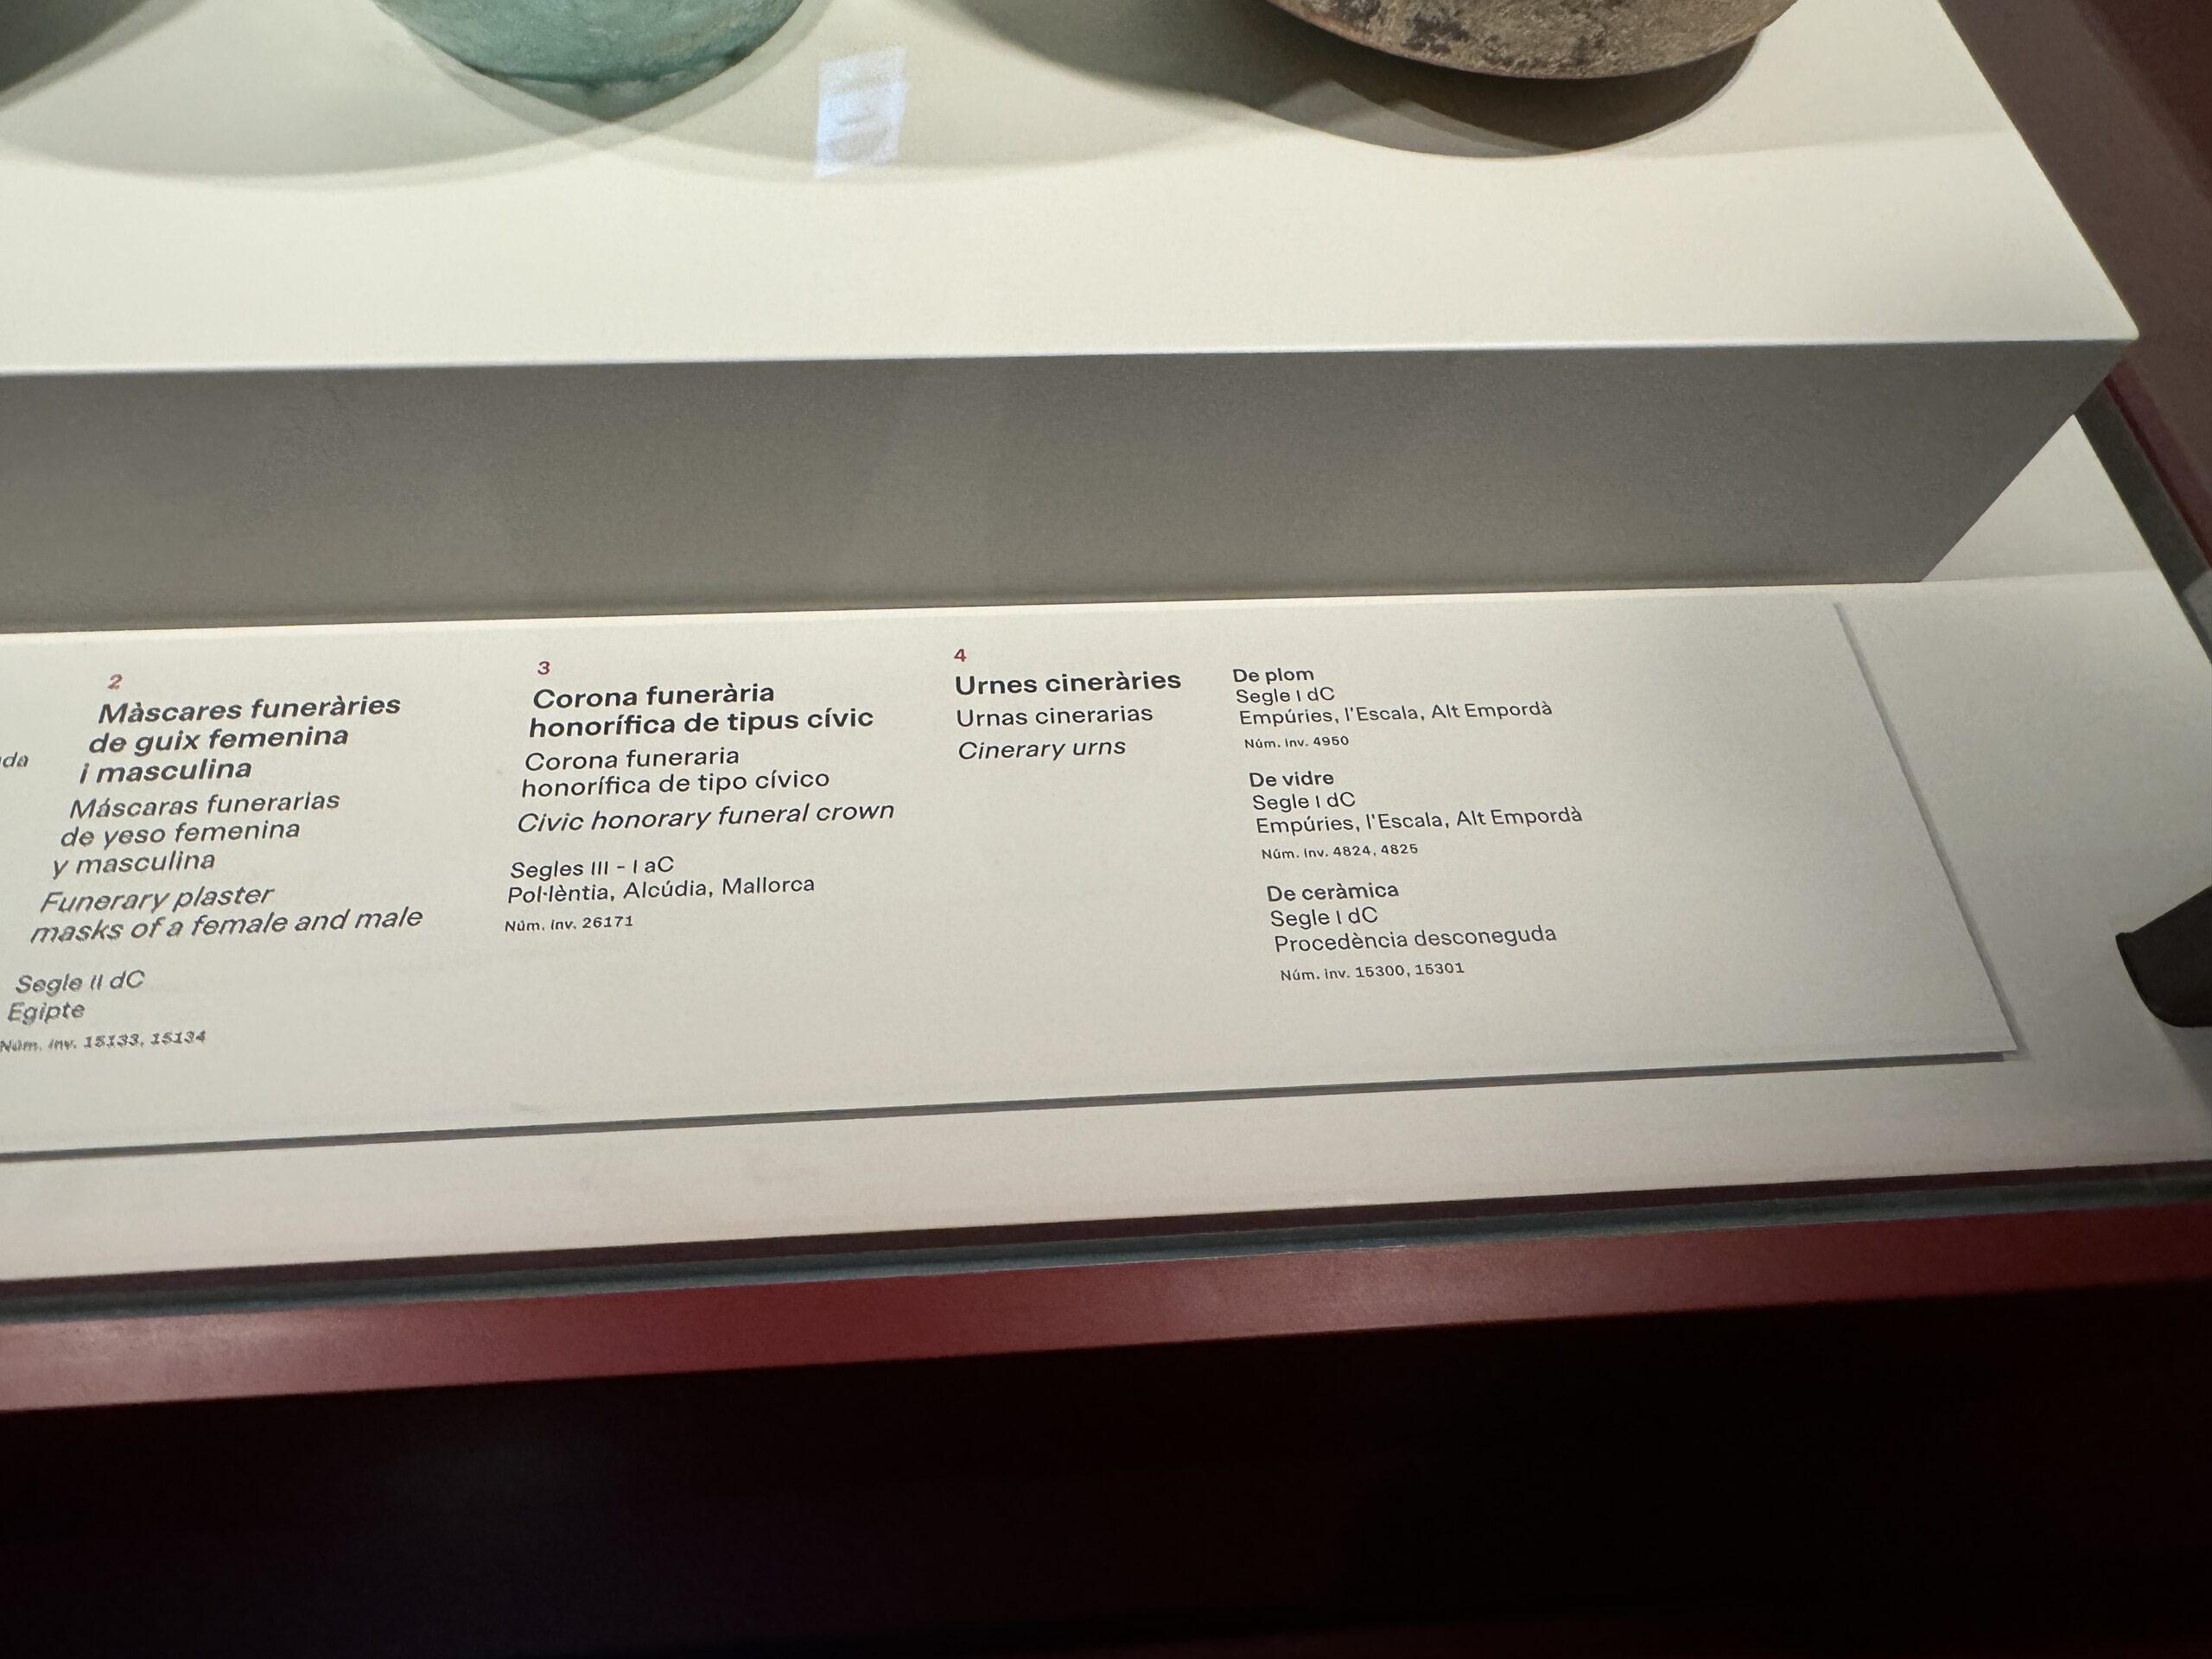 2
Màscares funeràries
de guix femenina
i masculina
Máscaras funerarias
de yeso femenina
y masculina
Funerary plaster
masks of a female and male
Segle II dC
Egipte
Núm. inv. 15133, 15134
3
Corona funerària
honorífica de tipus cívic
Corona funeraria
honorífica de tipo cívico
Civic honorary funeral crown
Segles III - I aC
Pol·lèntia, Alcúdia, Mallorca
Núm. inv. 26171
4
Urnes cineràries
Urnas cinerarias
Cinerary urns
De plom
Segle I dC
Empúries, l'Escala, Alt Empordà
Núm. inv. 4950
De vidre
Segle I dC
Empúries, l'Escala, Alt Empordà
Núm. inv. 4824, 4825
De ceràmica
Segle I dC
Procedència desconeguda
Núm. inv. 15300, 15301